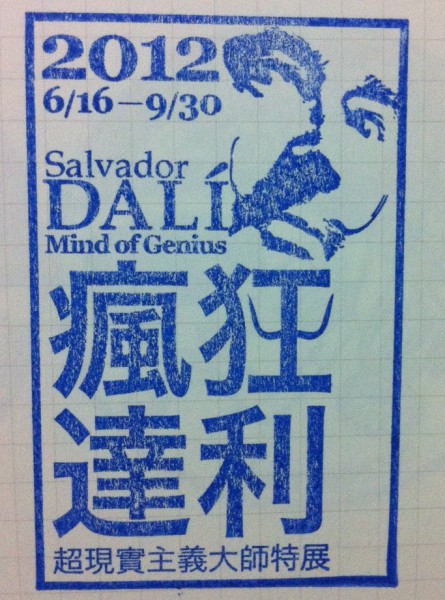 2012
6/16－9/30
Salvador
DALÍ
Mind of Genius
瘋狂
達利
超現實主義大師特展